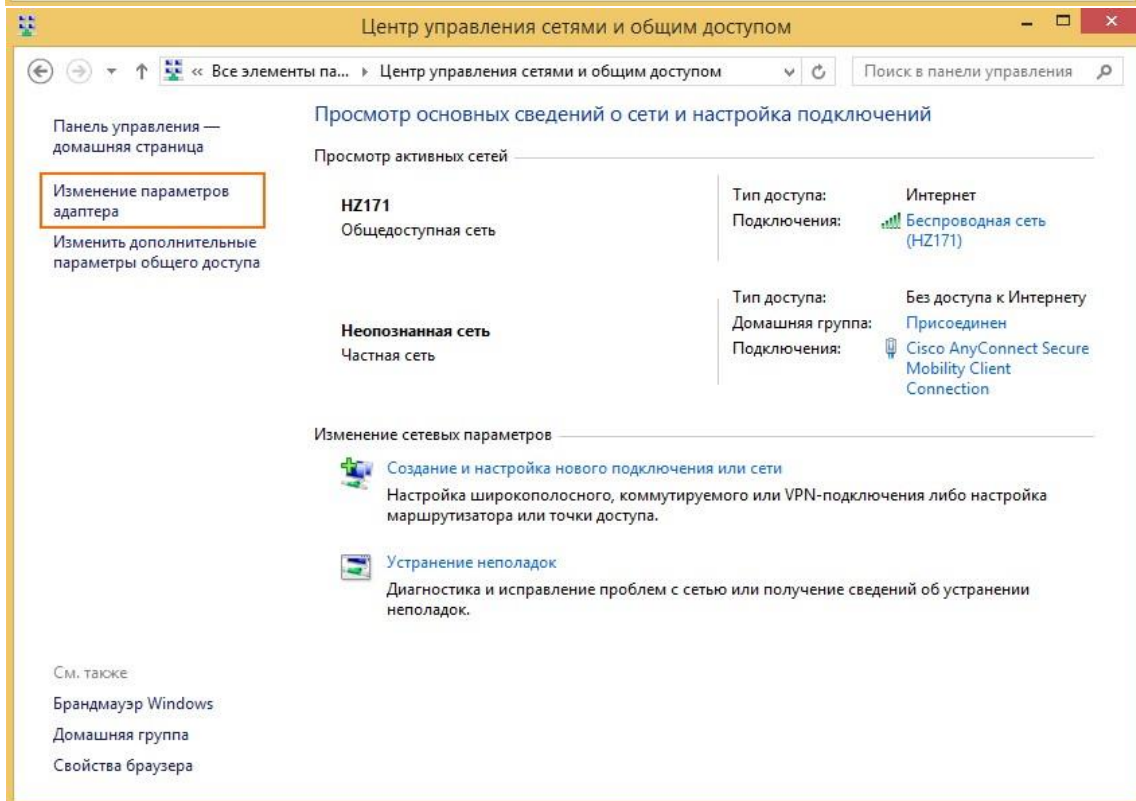 Центр управления сетями и общим доступом
« Все элементы па... Центр управления сетями и общим доступом
Поиск в панели управления
Панель управления —
домашняя страница
Изменение параметров
адаптера
Изменить дополнительные
параметры общего доступа
Просмотр основных сведений о сети и настройка подключений
Просмотр активных сетей
HZ171
Общедоступная сеть
Тип доступа: Интернет
Подключения: Беспроводная сеть
(HZ171)
Неопознанная сеть
Частная сеть
Тип доступа: Без доступа к Интернету
Домашняя группа: Присоединен
Подключения: Cisco AnyConnect Secure
Mobility Client
Connection
Изменение сетевых параметров
Создание и настройка нового подключения или сети
Настройка широкополосного, коммутируемого или VPN-подключения либо настройка
маршрутизатора или точки доступа.
Устранение неполадок
Диагностика и исправление проблем с сетью или получение сведений об устранении
неполадок.
См. также
Брандмауэр Windows
Домашняя группа
Свойства браузера